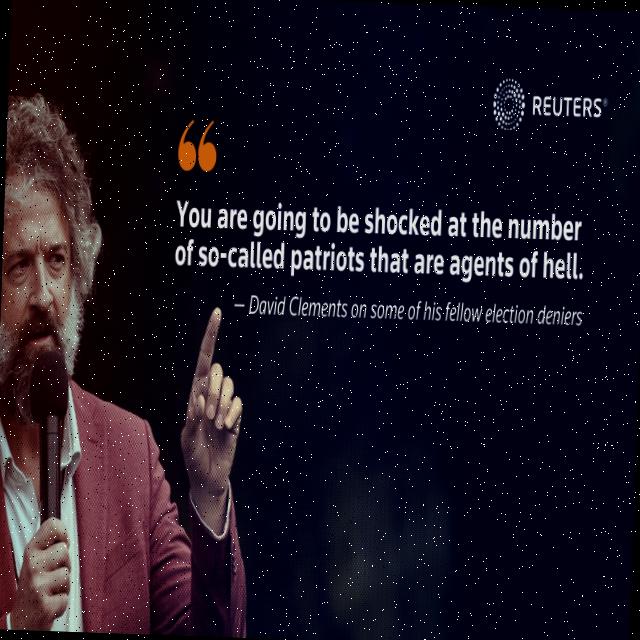 REUTERS®
You are going to be shocked at the number
of so-called patriots that are agents of hell.
— David Clements on some of his fellow election deniers